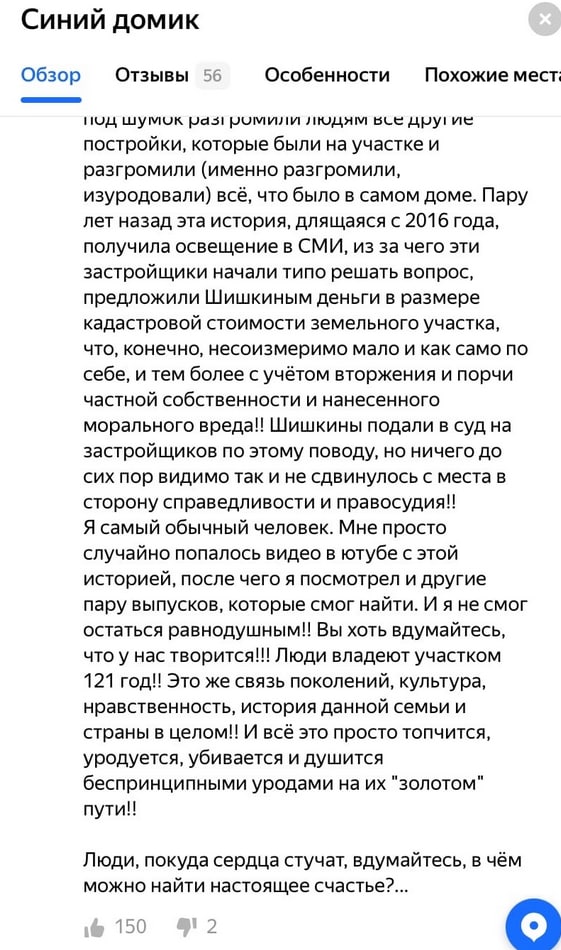 Синий домик
Обзор Отзывы 56 Особенности Похожие места
под шумок разгромили людям все другие
постройки, которые были на участке и
разгромили (именно разгромили,
изуродовали) всё, что было в самом доме. Пару
лет назад эта история, длящаяся с 2016 года,
получила освещение в СМИ, из за чего эти
застройщики начали типо решать вопрос,
предложили Шишкиным деньги в размере
кадастровой стоимости земельного участка,
что, конечно, несоизмеримо мало и как само по
себе, и тем более с учётом вторжения и порчи
частной собственности и нанесенного
морального вреда!! Шишкины подали в суд на
застройщиков по этому поводу, но ничего до
сих пор видимо так и не сдвинулось с места в
сторону справедливости и правосудия!!
Я самый обычный человек. Мне просто
случайно попалось видео в ютубе с этой
историей, после чего я посмотрел и другие
пару выпусков, которые смог найти. И я не смог
остаться равнодушным!! Вы хоть вдумайтесь,
что у нас творится!!! Люди владеют участком
121 год!! Это же связь поколений, культура,
нравственность, история данной семьи и
страны в целом!! И всё это просто топчится,
уродуется, убивается и душится
беспринципными уродами на их "золотом"
пути!!
Люди, покуда сердца стучат, вдумайтесь, в чём
можно найти настоящее счастье?...
150 2